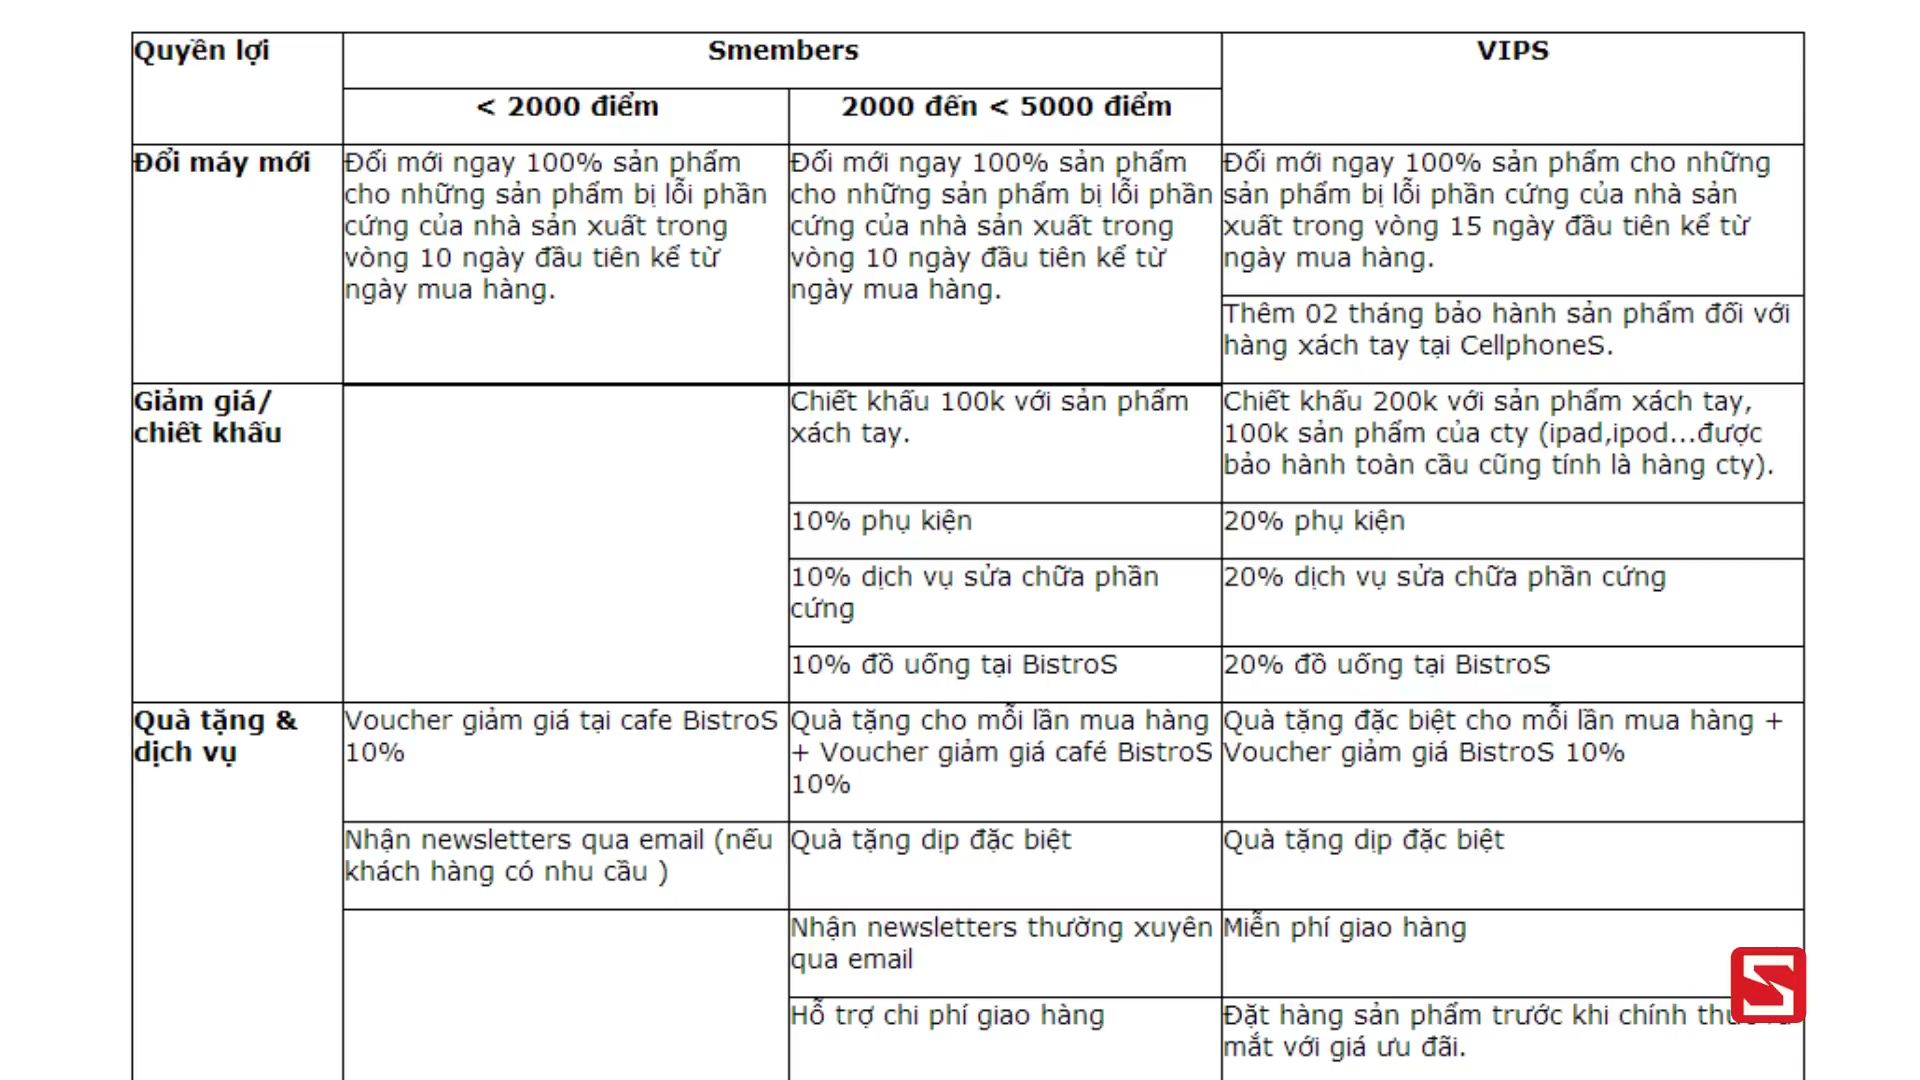 Quyền lợi
Smembers
VIPS
< 2000 điểm
2000 đến < 5000 điểm
Đổi máy mới
Đổi mới ngay 100% sản phẩm
cho những sản phẩm bị lỗi phần
cứng của nhà sản xuất trong
vòng 10 ngày đầu tiên kể từ
ngày mua hàng.
Đổi mới ngay 100% sản phẩm
cho những sản phẩm bị lỗi phần
cứng của nhà sản xuất trong
vòng 10 ngày đầu tiên kể từ
ngày mua hàng.
Đổi mới ngay 100% sản phẩm cho những
sản phẩm bị lỗi phần cứng của nhà sản
xuất trong vòng 15 ngày đầu tiên kể từ
ngày mua hàng.
Thêm 02 tháng bảo hành sản phẩm đối với
hàng xách tay tại CellphoneS.
Giảm giá/
chiết khấu
Chiết khấu 100k với sản phẩm
xách tay.
Chiết khấu 200k với sản phẩm xách tay,
100k sản phẩm của cty (ipad,ipod...được
bảo hành toàn cầu cũng tính là hàng cty).
10% phụ kiện
20% phụ kiện
10% dịch vụ sửa chữa phần
cứng
20% dịch vụ sửa chữa phần cứng
10% đồ uống tại BistroS
20% đồ uống tại BistroS
Quà tặng &
dịch vụ
Voucher giảm giá tại cafe BistroS
10%
Quà tặng cho mỗi lần mua hàng
+ Voucher giảm giá café BistroS
10%
Quà tặng đặc biệt cho mỗi lần mua hàng +
Voucher giảm giá BistroS 10%
Nhận newsletters qua email (nếu
khách hàng có nhu cầu )
Quà tặng dịp đặc biệt
Quà tặng dịp đặc biệt
Nhận newsletters thường xuyên
qua email
Miễn phí giao hàng
Hỗ trợ chi phí giao hàng
Đặt hàng sản phẩm trước khi chính
mắt với giá ưu đãi.